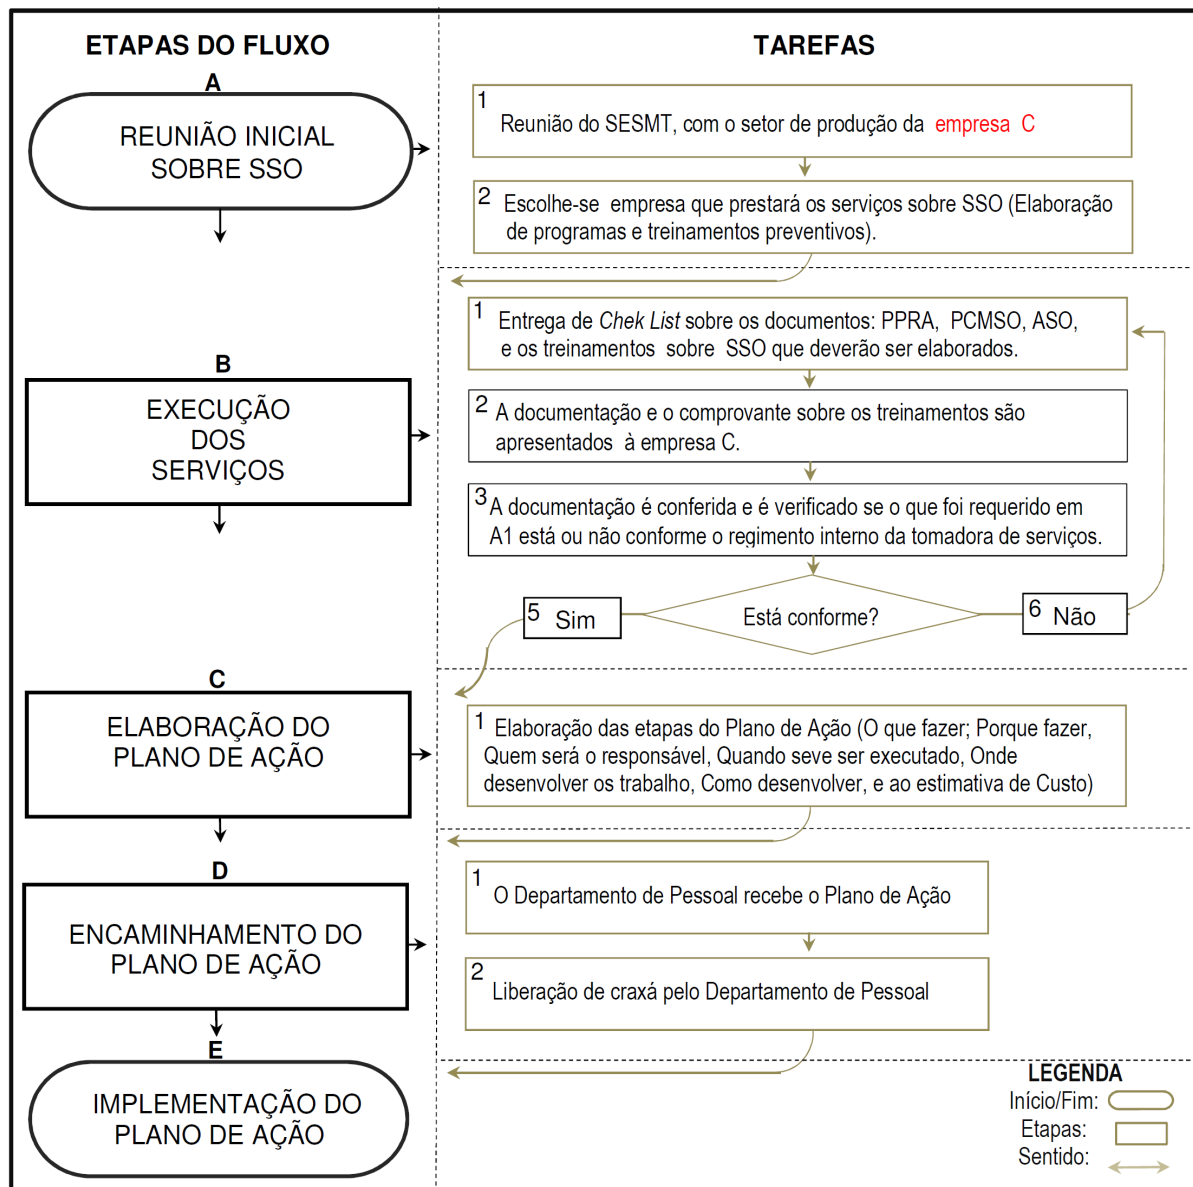 ETAPAS DO FLUXO
TAREFAS
A
REUNIÃO INICIAL
SOBRE SSO
1
Reunião do SESMT, com o setor de produção da empresa C
2
Escolhe-se empresa que prestará os serviços sobre SSO (Elaboração
de programas e treinamentos preventivos).
B
EXECUÇÃO
DOS
SERVIÇOS
1
Entrega de Chek List sobre os documentos: PPRA, PCMSO, ASO,
e os treinamentos sobre SSO que deverão ser elaborados.
2
A documentação e o comprovante sobre os treinamentos são
apresentados à empresa C.
3
A documentação é conferida e é verificado se o que foi requerido em
A1 está ou não conforme o regimento interno da tomadora de serviços.
Está conforme?
5 Sim
6 Não
C
ELABORAÇÃO DO
PLANO DE AÇÃO
1
Elaboração das etapas do Plano de Ação (O que fazer; Porque fazer,
Quem será o responsável, Quando seve ser executado, Onde
desenvolver os trabalho, Como desenvolver, e ao estimativa de Custo)
D
ENCAMINHAMENTO DO
PLANO DE AÇÃO
1
O Departamento de Pessoal recebe o Plano de Ação
2
Liberação de craxá pelo Departamento de Pessoal
E
IMPLEMENTAÇÃO DO
PLANO DE AÇÃO
LEGENDA
Início/Fim:
Etapas:
Sentido: